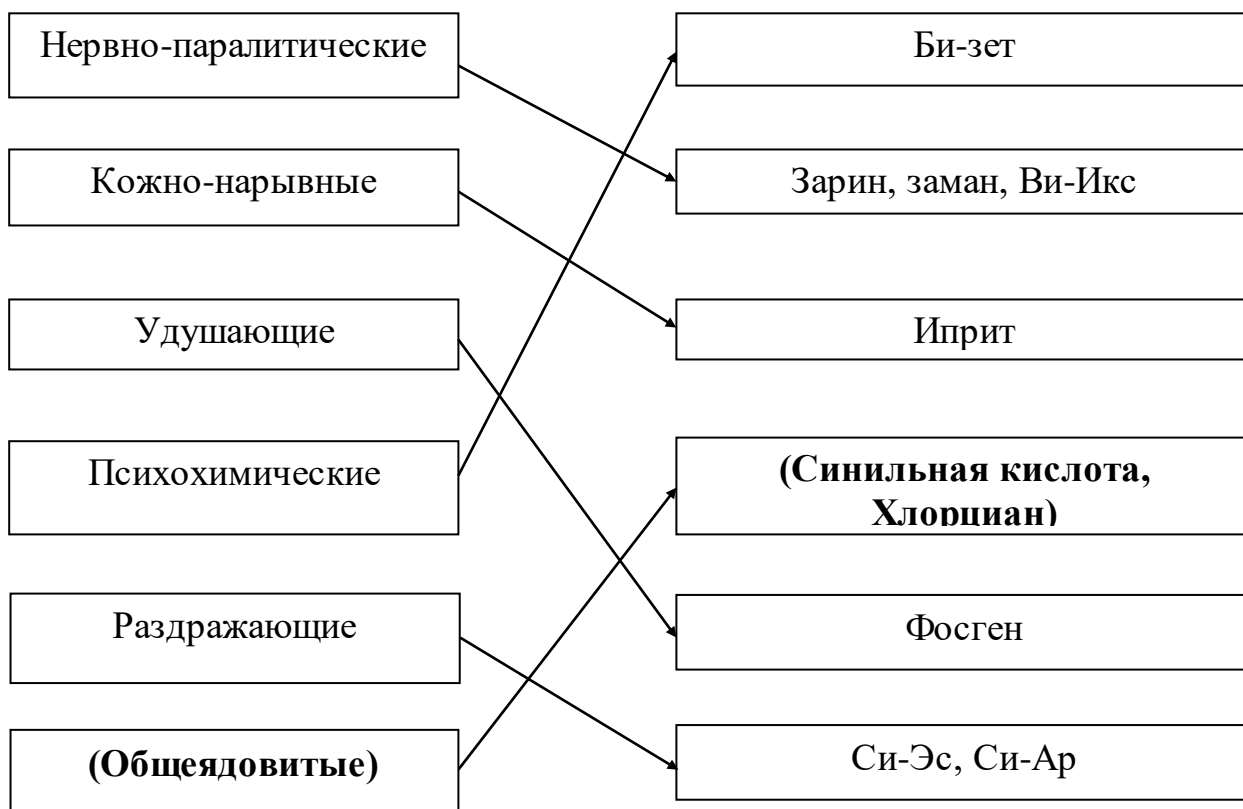 Нервно-паралитические
Би-зет
Кожно-нарывные
Зарин, заман, Ви-Икс
Удушающие
Иприт
Психохимические
(Синильная кислота,
Хлорциан)
Раздражающие
Фосген
(Общеядовитые)
Си-Эс, Си-Ар